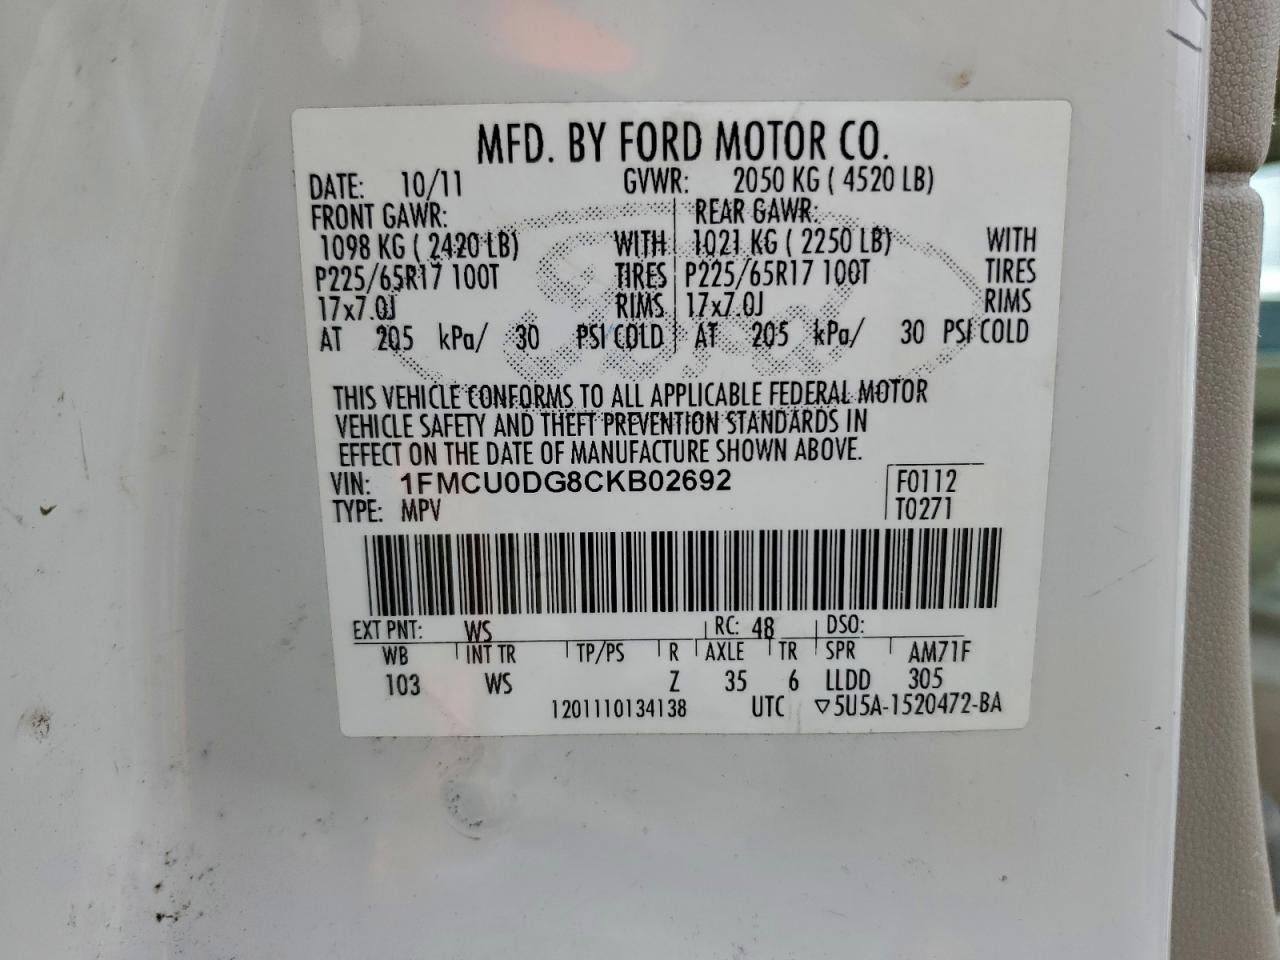 MFD. BY FORD MOTOR CO.
DATE: 10/11 GVWR: 2050 KG ( 4520 LB)
FRONT GAWR: REAR GAWR:
1098 KG ( 2420 LB) WITH 1021 KG ( 2250 LB) WITH
P225/65R17 100T TIRES P225/65R17 100T TIRES
17x7.0J RIMS 17x7.0J RIMS
AT 205 kPa/ 30 PSI COLD AT 205 kPa/ 30 PSI COLD
THIS VEHICLE CONFORMS TO ALL APPLICABLE FEDERAL MOTOR
VEHICLE SAFETY AND THEFT PREVENTION STANDARDS IN
EFFECT ON THE DATE OF MANUFACTURE SHOWN ABOVE.
VIN: 1FMCU0DG8CKB02692 F0112
TYPE: MPV T0271
EXT PNT: WS RC: 48 DSO:
WB INT TR TP/PS R AXLE TR SPR AM71F
103 WS Z 35 6 LLDD 305
1201110134138 UTC ▽5U5A-1520472-BA